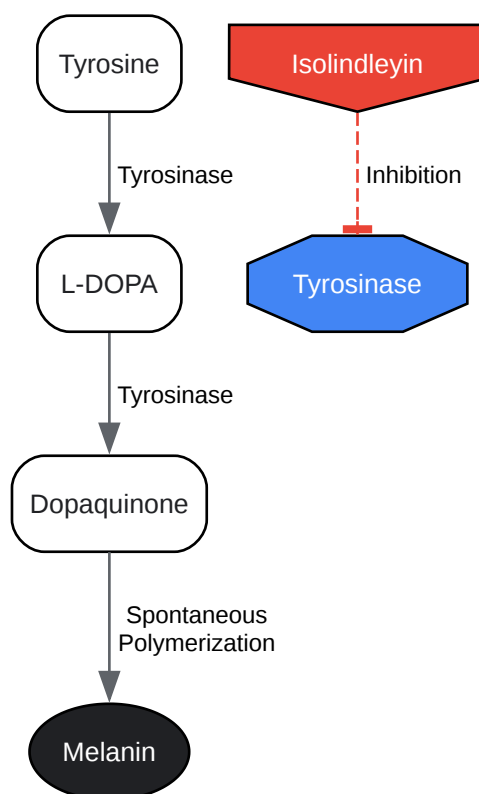 Tyrosine
Isolindleyin
Tyrosinase
Inhibition
L-DOPA
Tyrosinase
Tyrosinase
Dopaquinone
Spontaneous
Polymerization
Melanin